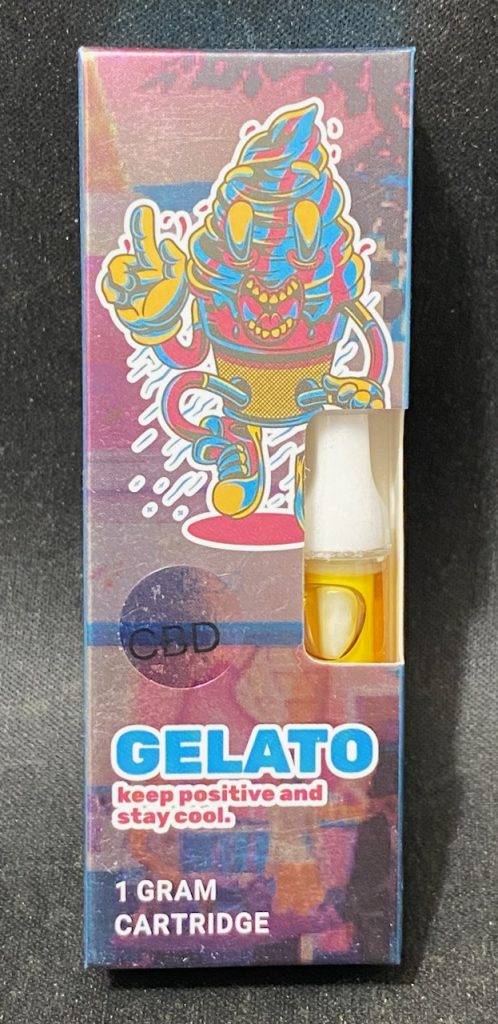 CBD
GELATO
keep positive and
stay cool.
1 GRAM
CARTRIDGE